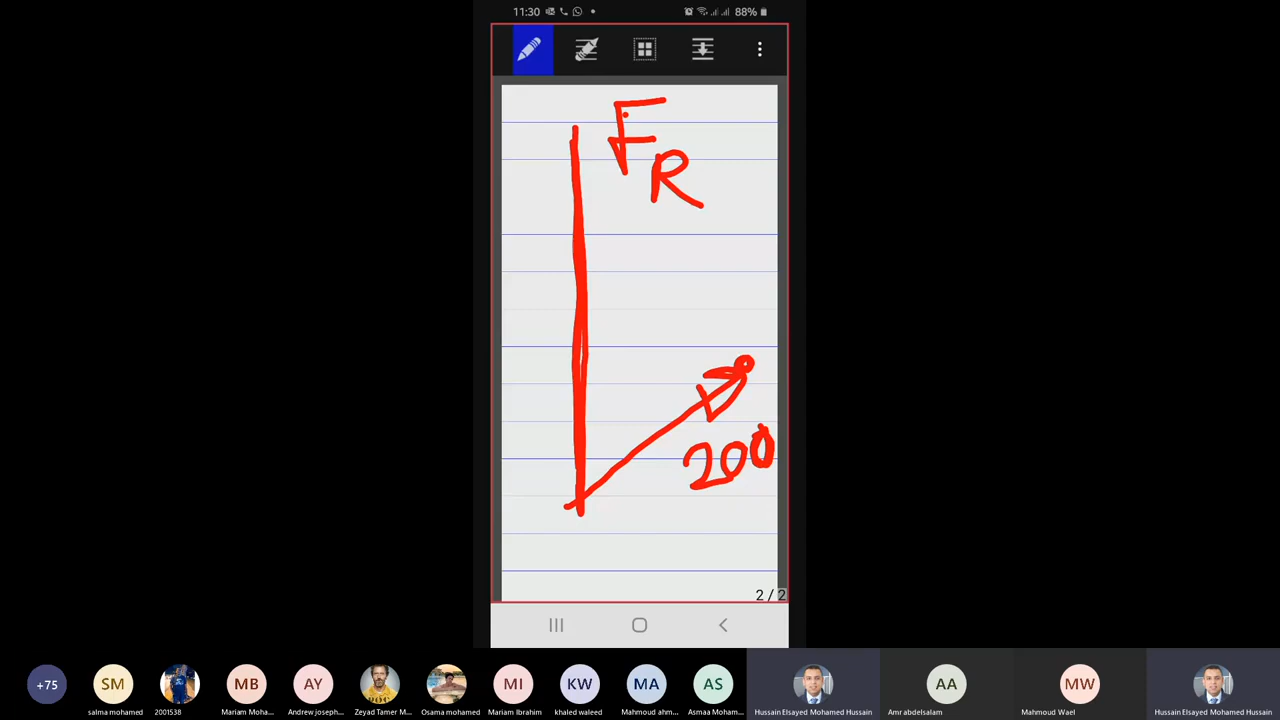 11:30
88%
F
R
200
2 / 2
+75
SM
MB
AY
MI
KW
MA
AS
AA
MW
salma mohamed
2001538
Mariam Moha...
Andrew joseph...
Zeyad Tamer M...
Osama mohamed
Mariam Ibrahim
khaled waleed
Mahmoud ahm...
Asmaa Moham...
Hussain Elsayed Mohamed Hussain
Amr abdelsalam
Mahmoud Wael
Hussain Elsayed Mohamed Hussain